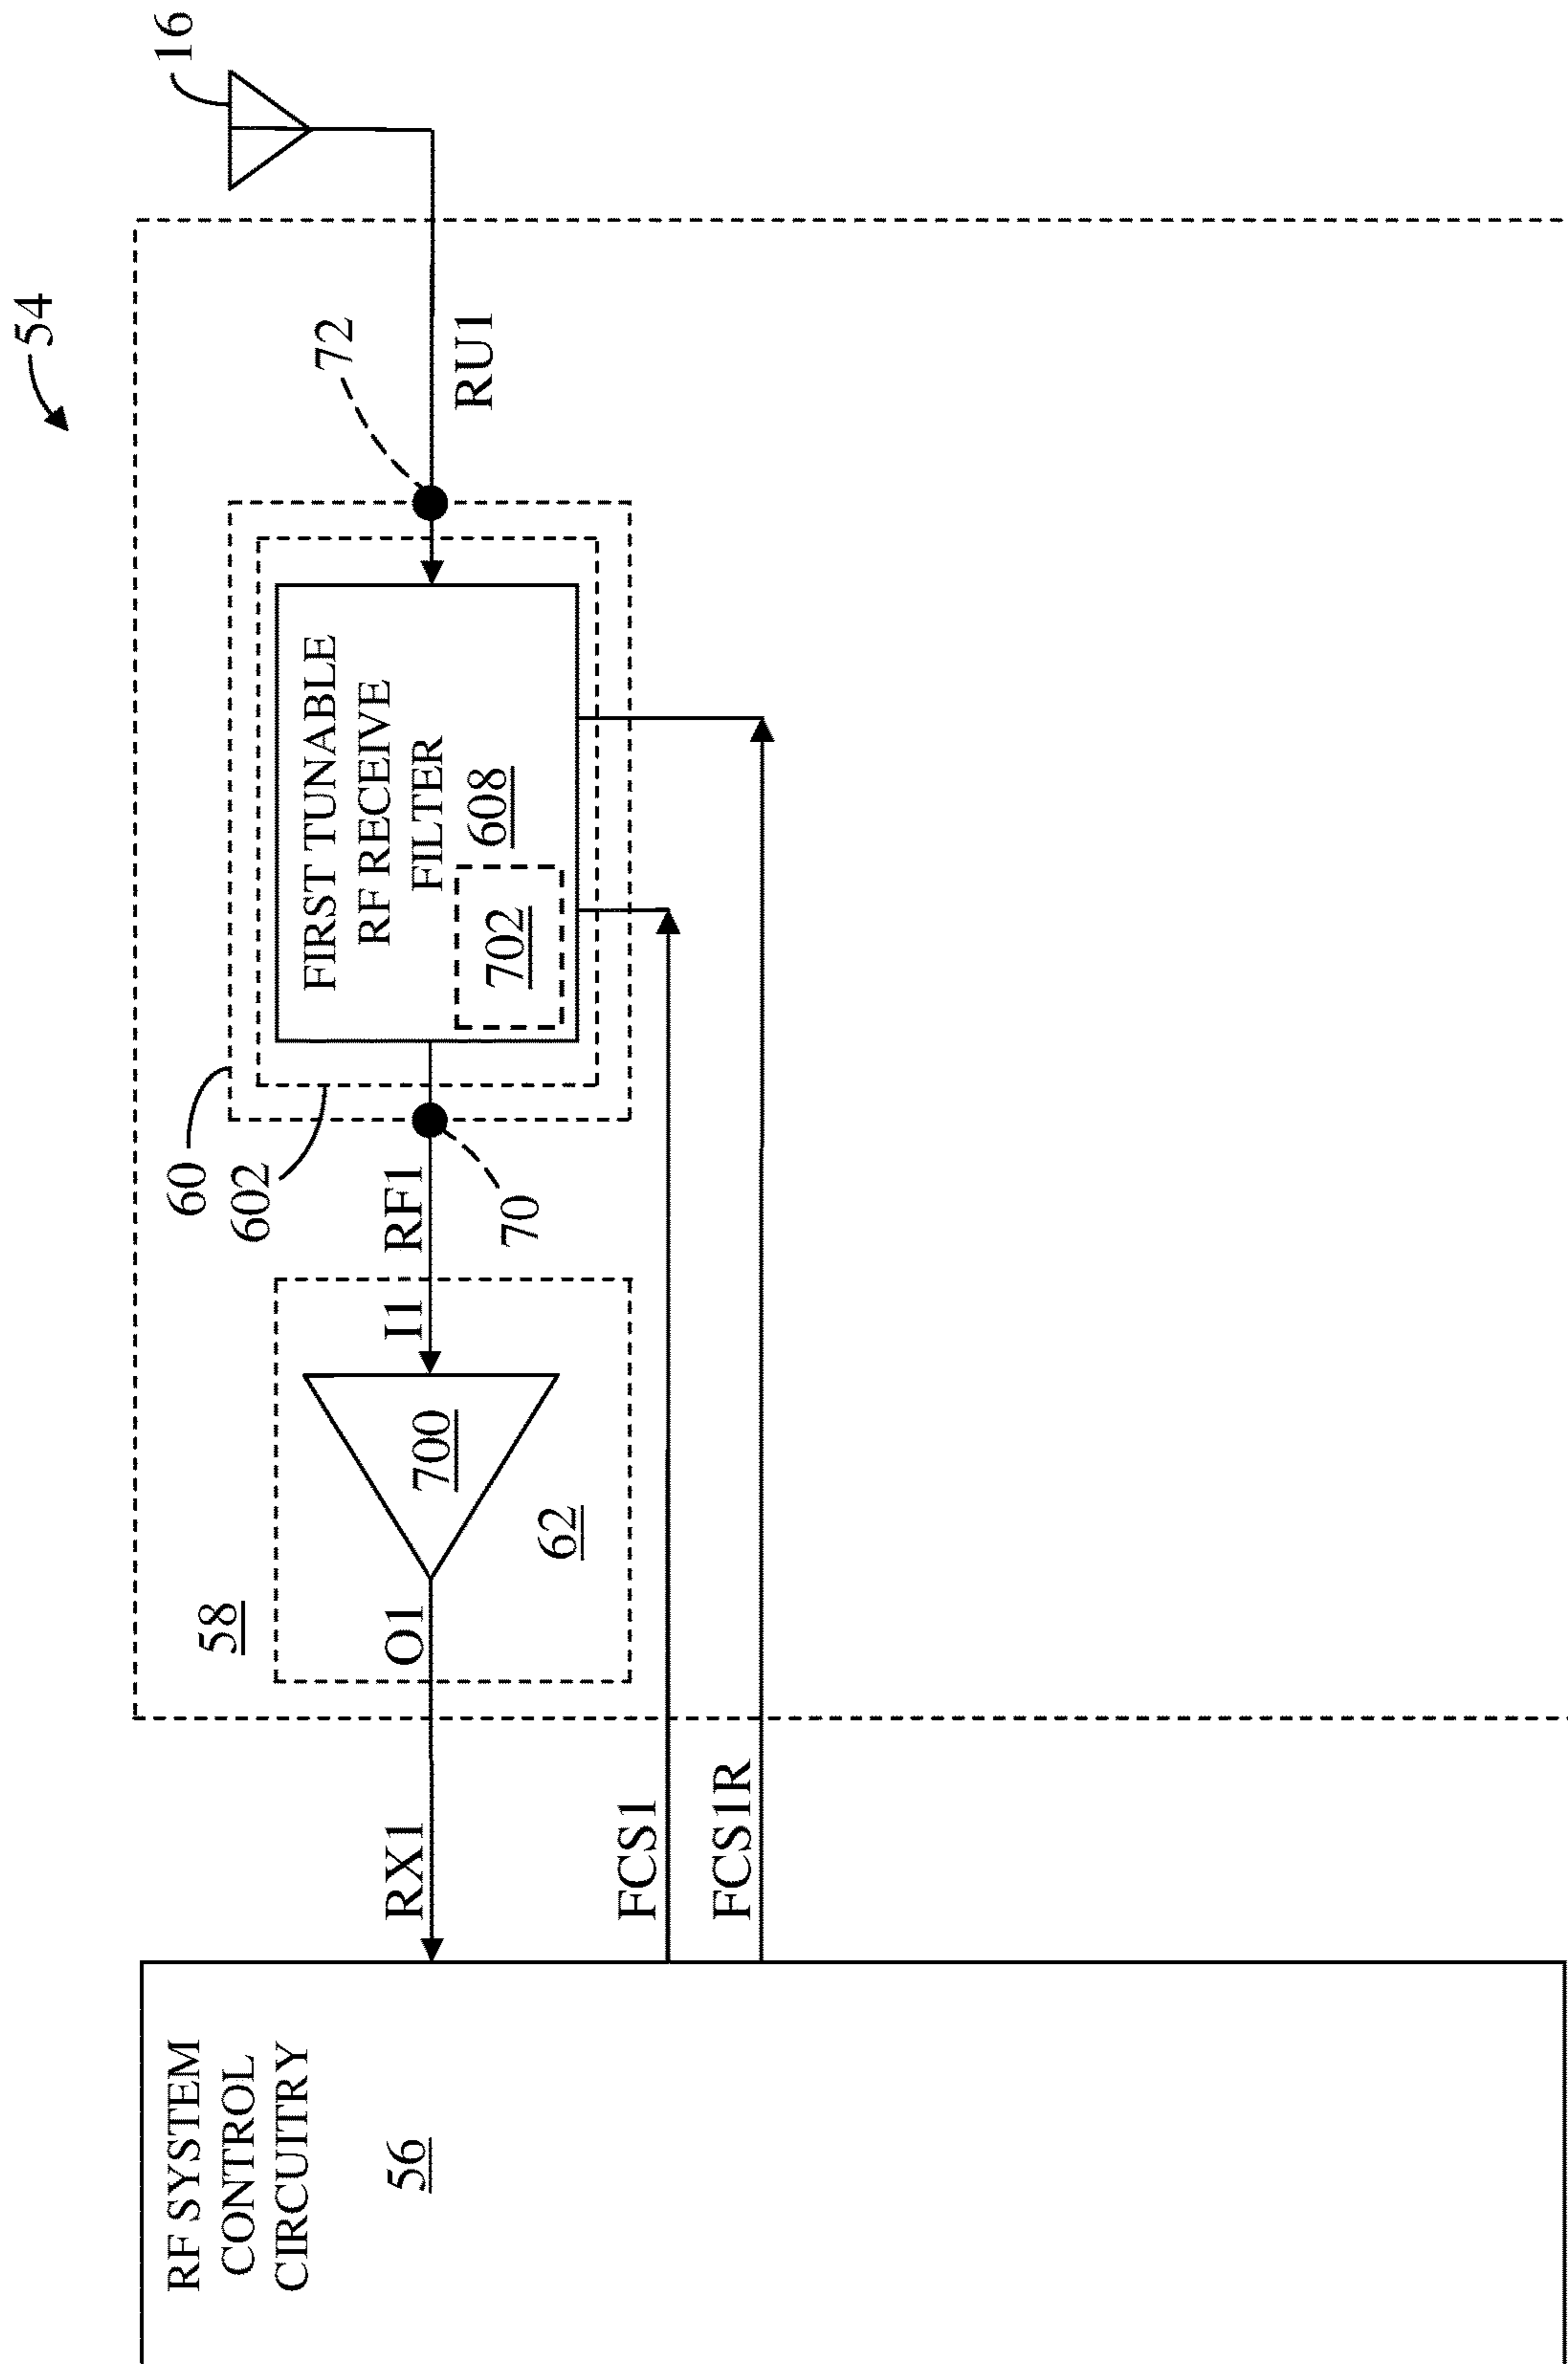 54
RF SYSTEM
CONTROL
CIRCUITRY
56
RX1
FCS1
FCS1R
58
O1
700
62
I1
RF1
60
602
70
FIRST TUNABLE
RF RECEIVE
FILTER
608
702
72
RU1
16